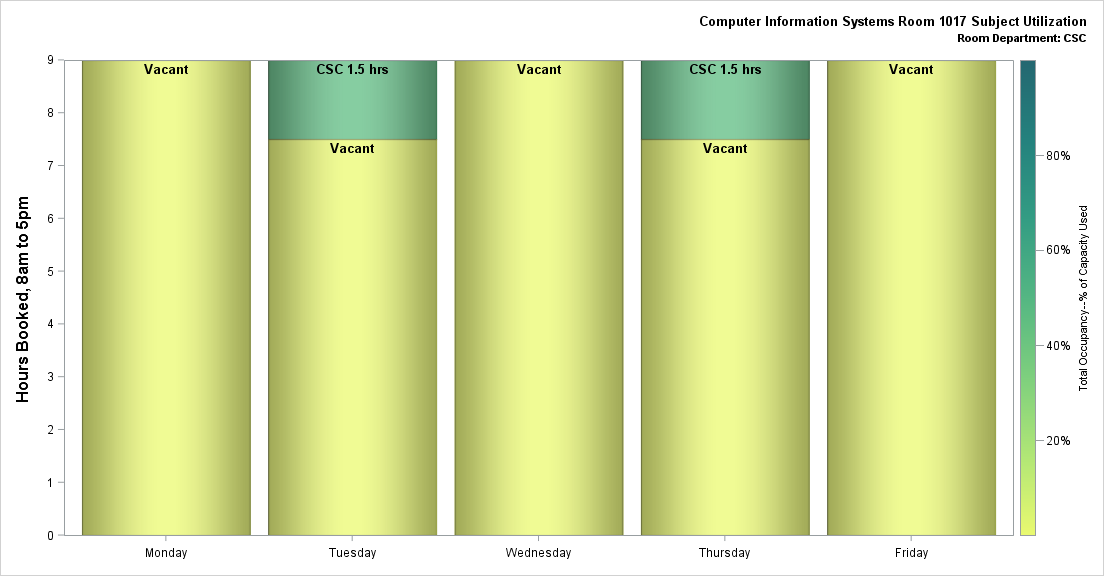 Computer Information Systems Room 1017 Subject Utilization
Room Department: CSC
Hours Booked, 8am to 5pm
9
8
7
6
5
4
3
2
1
0
Vacant
CSC 1.5 hrs
Vacant
Vacant
CSC 1.5 hrs
Vacant
Vacant
Monday
Tuesday
Wednesday
Thursday
Friday
80%
60%
40%
20%
Total Occupancy--% of Capacity Used